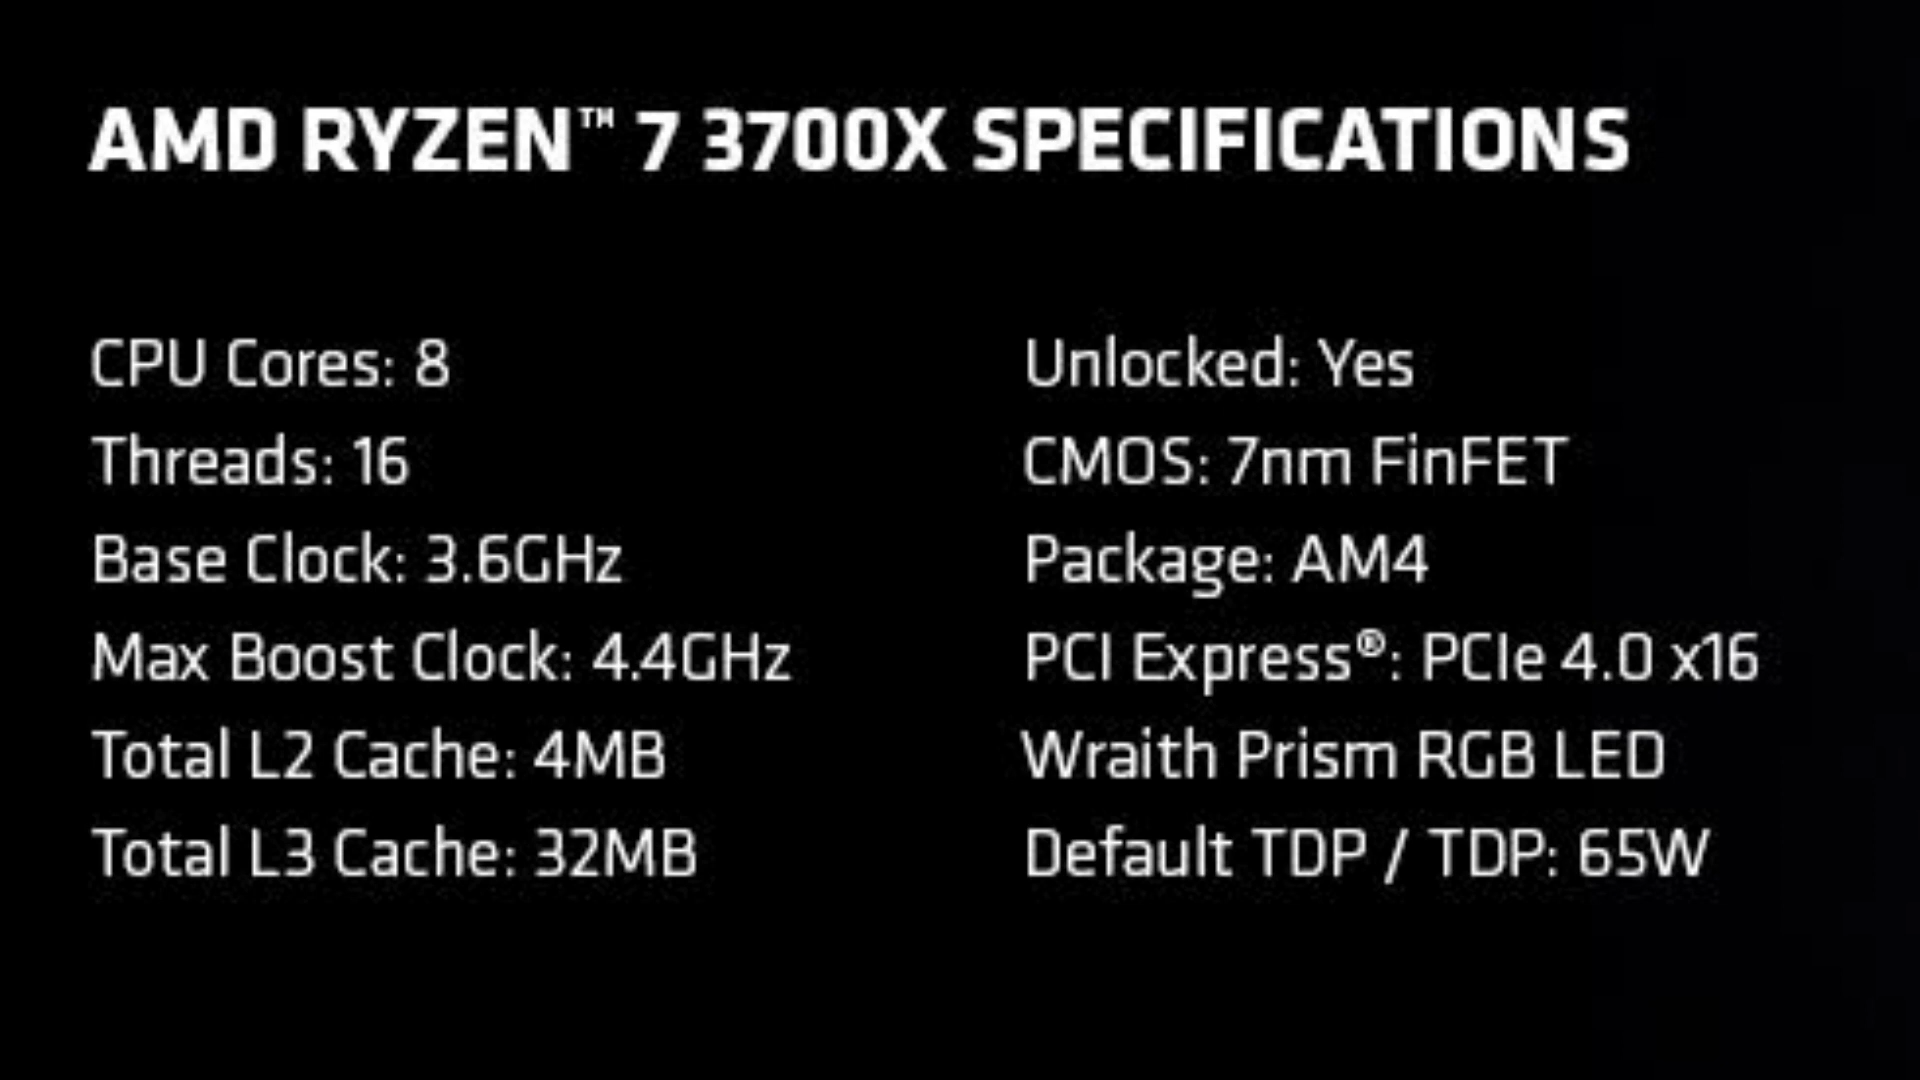 AMD RYZEN™ 7 3700X SPECIFICATIONS
CPU Cores: 8
Threads: 16
Base Clock: 3.6GHz
Max Boost Clock: 4.4GHz
Total L2 Cache: 4MB
Total L3 Cache: 32MB
Unlocked: Yes
CMOS: 7nm FinFET
Package: AM4
PCI Express®: PCIe 4.0 x16
Wraith Prism RGB LED
Default TDP / TDP: 65W